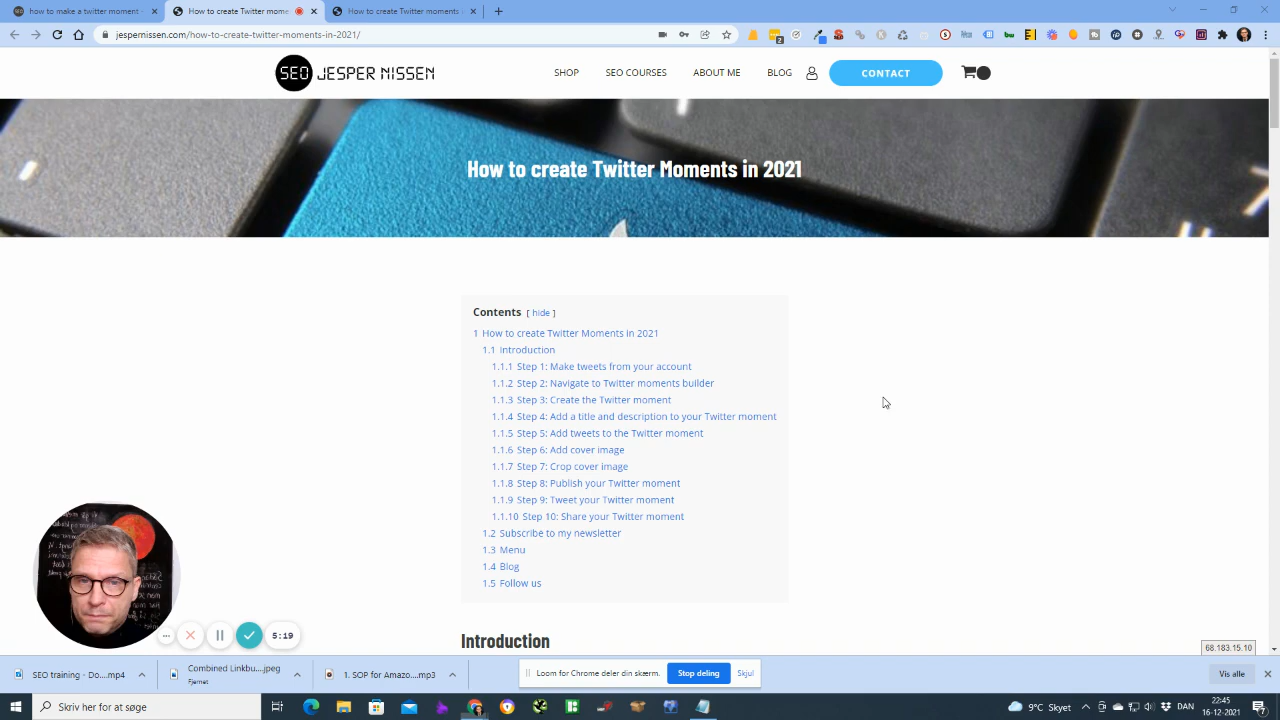 how to make a twitter moment -
How to create Twitter mome
How to create Twitter moments -
jespernissen.com/how-to-create-twitter-moments-in-2021/
SEO JESPER NISSEN
SHOP
SEO COURSES
ABOUT ME
BLOG
CONTACT
How to create Twitter Moments in 2021
Contents [ hide ]
1 How to create Twitter Moments in 2021
1.1 Introduction
1.1.1 Step 1: Make tweets from your account
1.1.2 Step 2: Navigate to Twitter moments builder
1.1.3 Step 3: Create the Twitter moment
1.1.4 Step 4: Add a title and description to your Twitter moment
1.1.5 Step 5: Add tweets to the Twitter moment
1.1.6 Step 6: Add cover image
1.1.7 Step 7: Crop cover image
1.1.8 Step 8: Publish your Twitter moment
1.1.9 Step 9: Tweet your Twitter moment
1.1.10 Step 10: Share your Twitter moment
1.2 Subscribe to my newsletter
1.3 Menu
1.4 Blog
1.5 Follow us
Introduction
5:19
68.183.15.10
SEO training - Do....mp4
Combined Linkbu....jpeg
Fjernet
1. SOP for Amazo....mp3
Loom for Chrome deler din skærm.
Stop deling
Skjul
Vis alle
Skriv her for at søge
9°C Skyet
DAN
22:45
16-12-2021